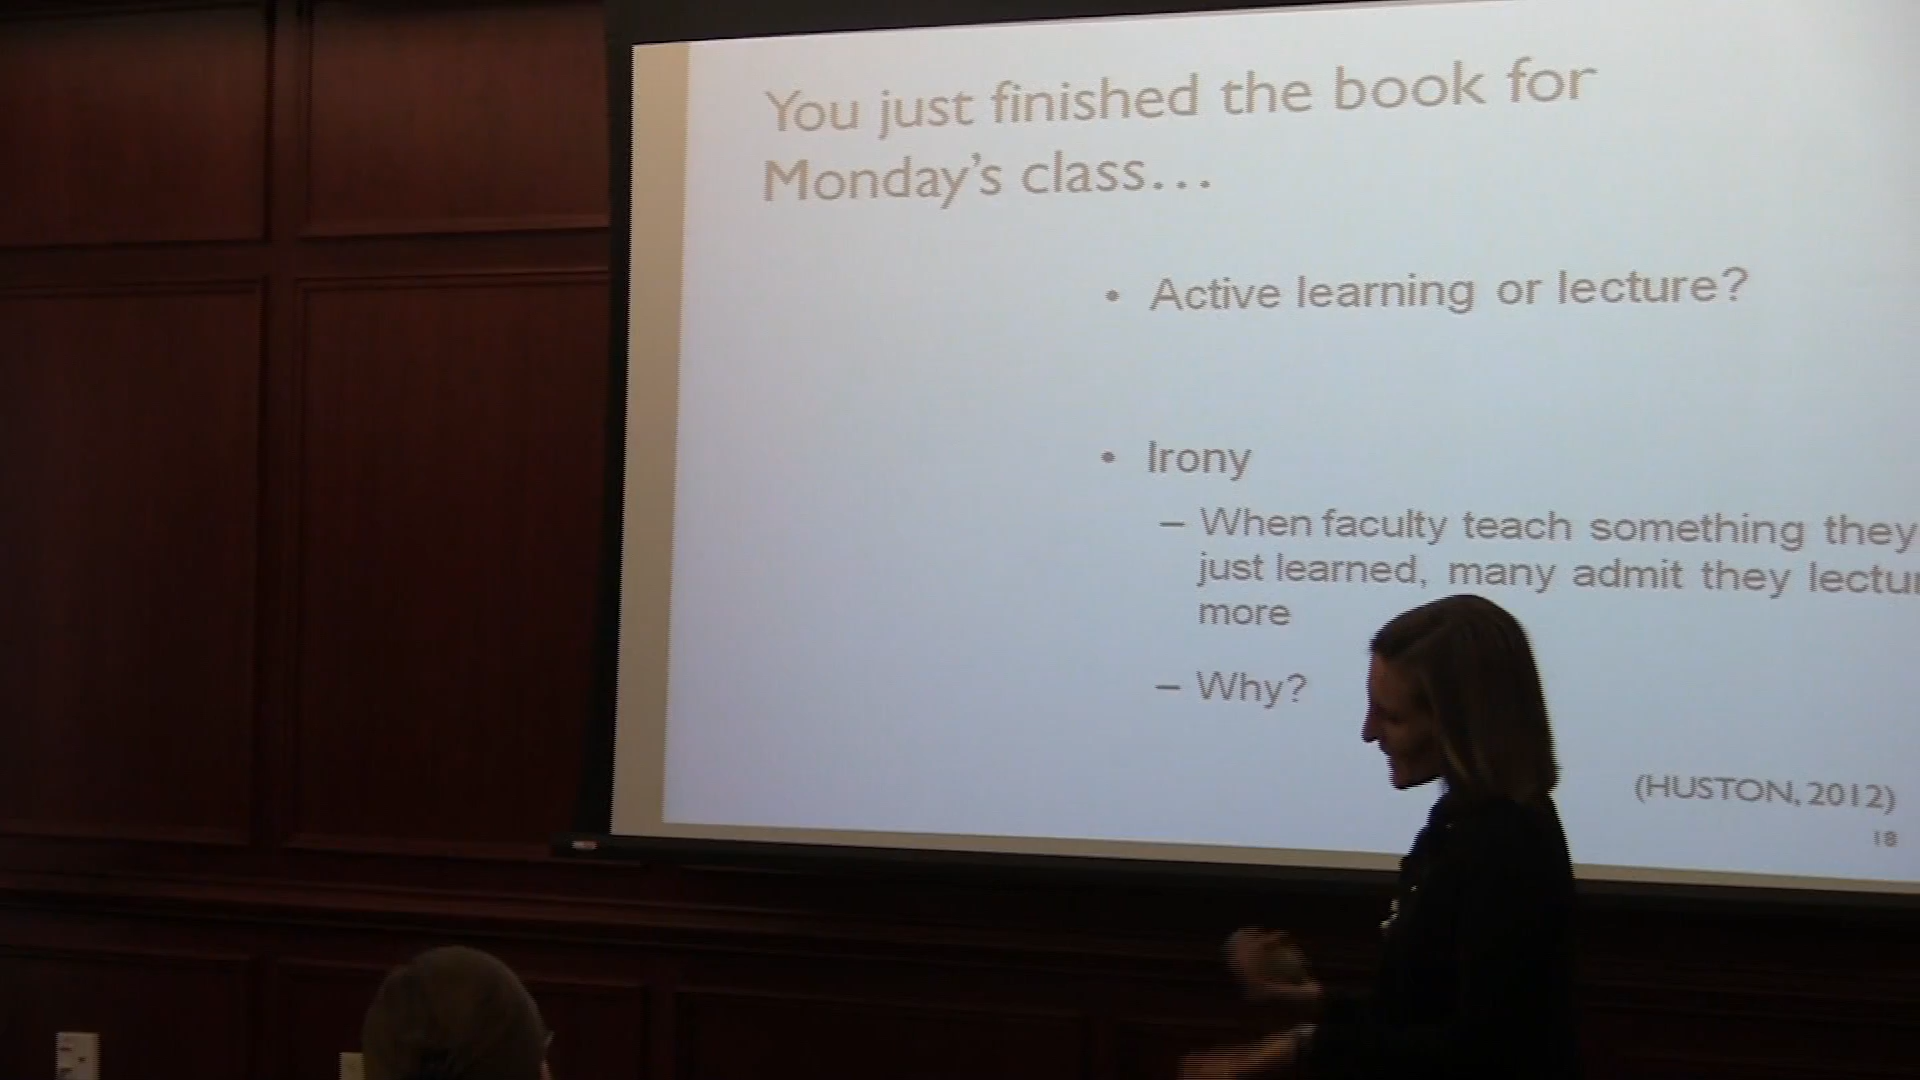 You just finished the book for
Monday's class...
• Active learning or lecture?
• Irony
– When faculty teach something they
just learned, many admit they lectur
more
– Why?
(HUSTON, 2012)
18